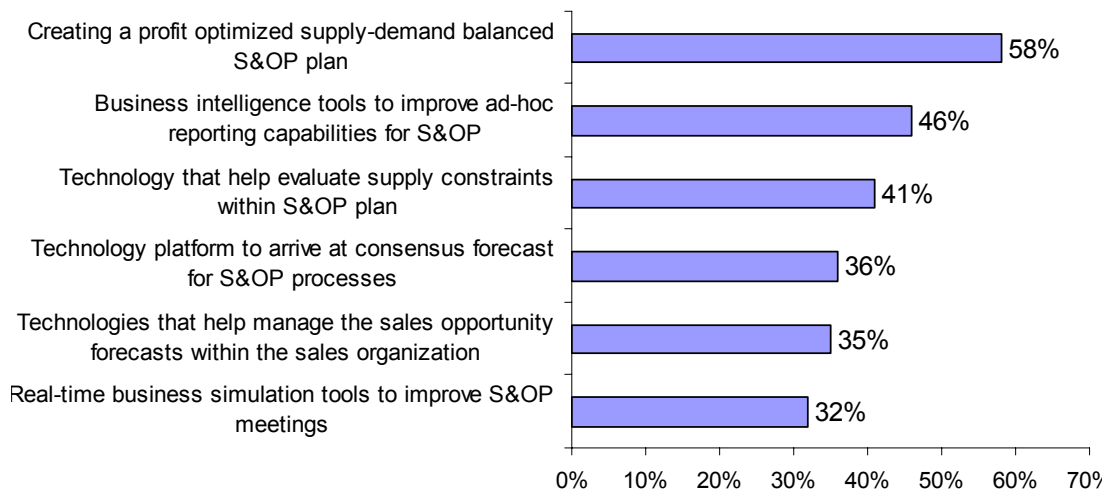 Creating a profit optimized supply-demand balanced
S&OP plan
58%
Business intelligence tools to improve ad-hoc
reporting capabilities for S&OP
46%
Technology that help evaluate supply constraints
within S&OP plan
41%
Technology platform to arrive at consensus forecast
for S&OP processes
36%
Technologies that help manage the sales opportunity
forecasts within the sales organization
35%
Real-time business simulation tools to improve S&OP
meetings
32%
0% 10% 20% 30% 40% 50% 60% 70%